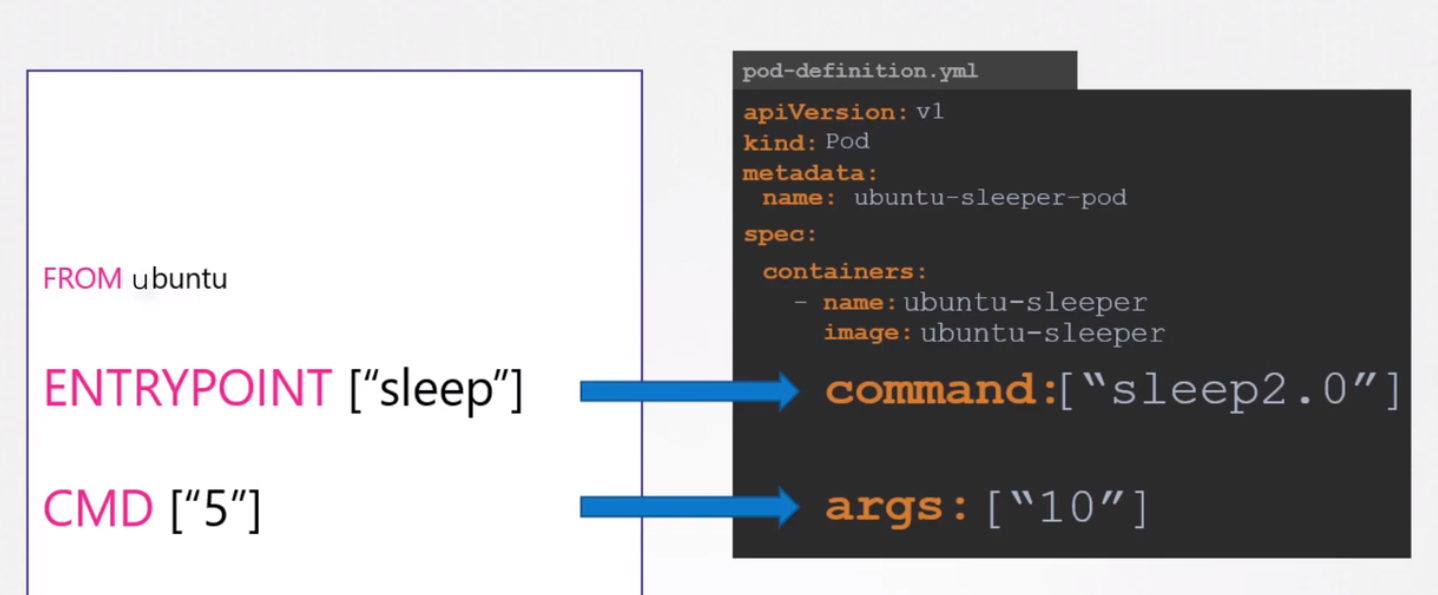 FROM ubuntu
ENTRYPOINT [“sleep”]
CMD [“5”]
pod-definition.yml
apiVersion: v1
kind: Pod
metadata:
name: ubuntu-sleeper-pod
spec:
containers:
- name: ubuntu-sleeper
image: ubuntu-sleeper
command:[“sleep2.0”]
args: [“10”]